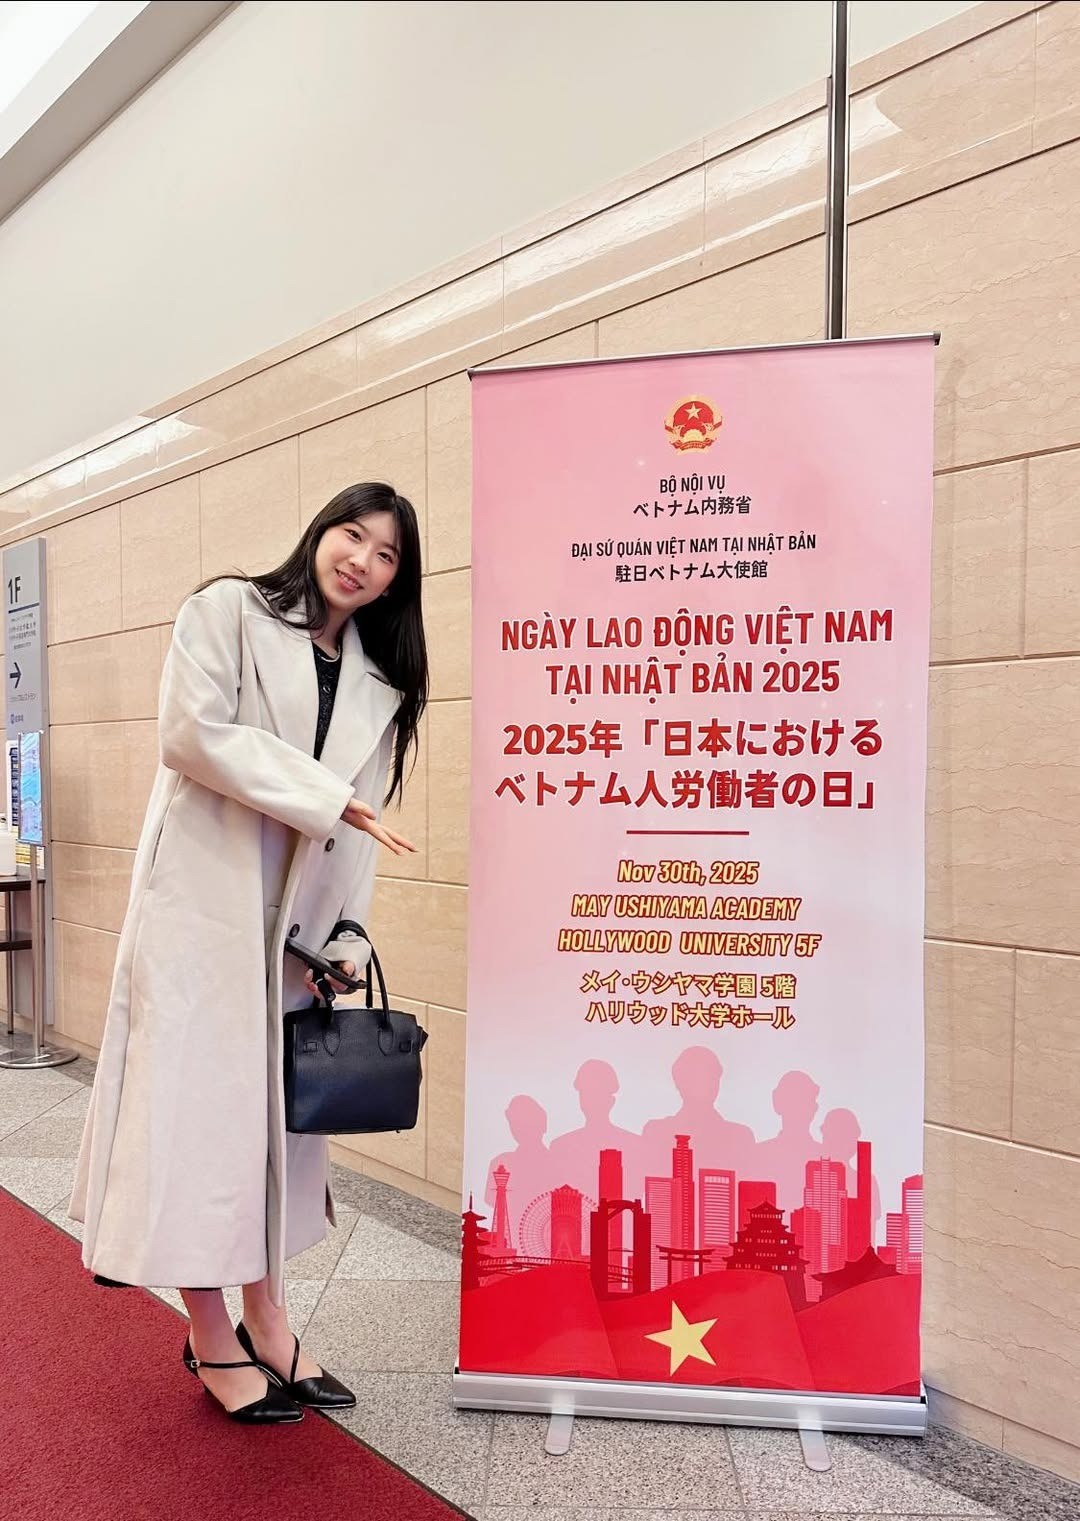 BỘ NỘI VỤ
ベトナム内務省
ĐẠI SỨ QUÁN VIỆT NAM TẠI NHẬT BẢN
駐日ベトナム大使館
NGÀY LAO ĐỘNG VIỆT NAM
TẠI NHẬT BẢN 2025
2025年「日本における
ベトナム人労働者の日」
Nov 30th, 2025
MAY USHIYAMA ACADEMY
HOLLYWOOD UNIVERSITY 5F
メイ・ウシヤマ学園 5階
ハリウッド大学ホール
1F